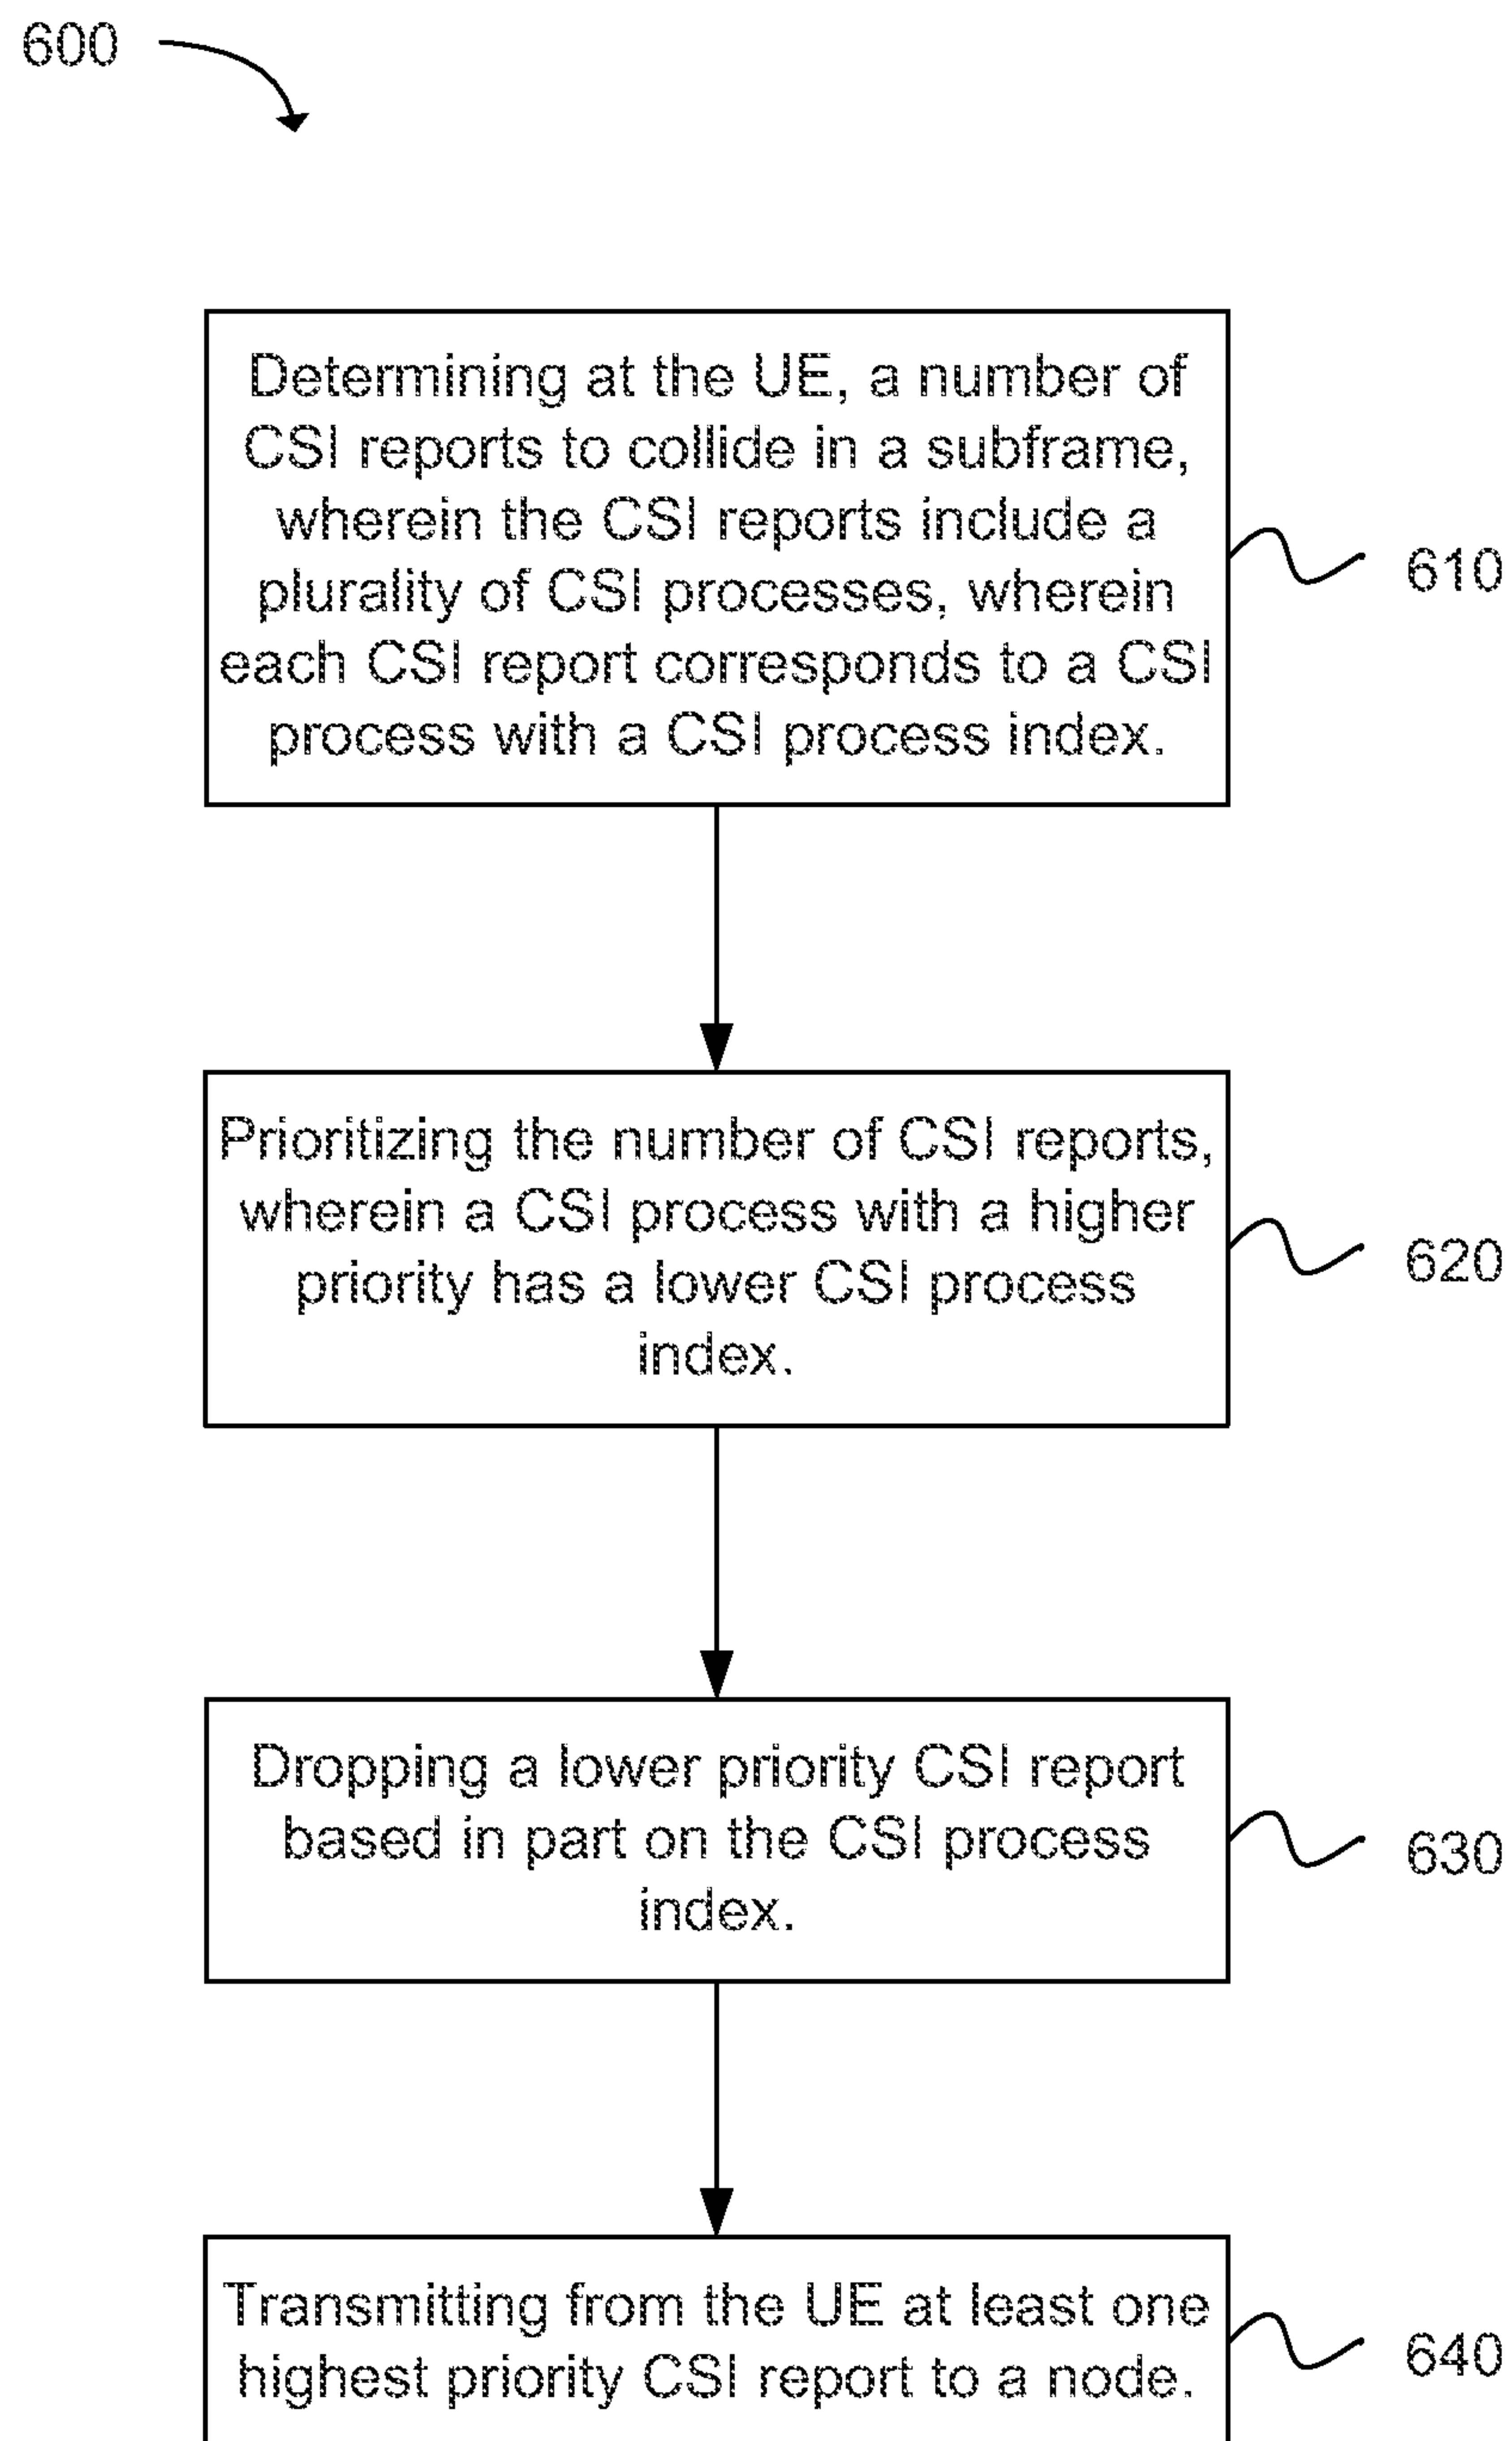 600
Determining at the UE, a number of
CSI reports to collide in a subframe,
wherein the CSI reports include a
plurality of CSI processes, wherein
each CSI report corresponds to a CSI
process with a CSI process index.
610
Prioritizing the number of CSI reports,
wherein a CSI process with a higher
priority has a lower CSI process
index.
620
Dropping a lower priority CSI report
based in part on the CSI process
index.
630
Transmitting from the UE at least one
highest priority CSI report to a node.
640